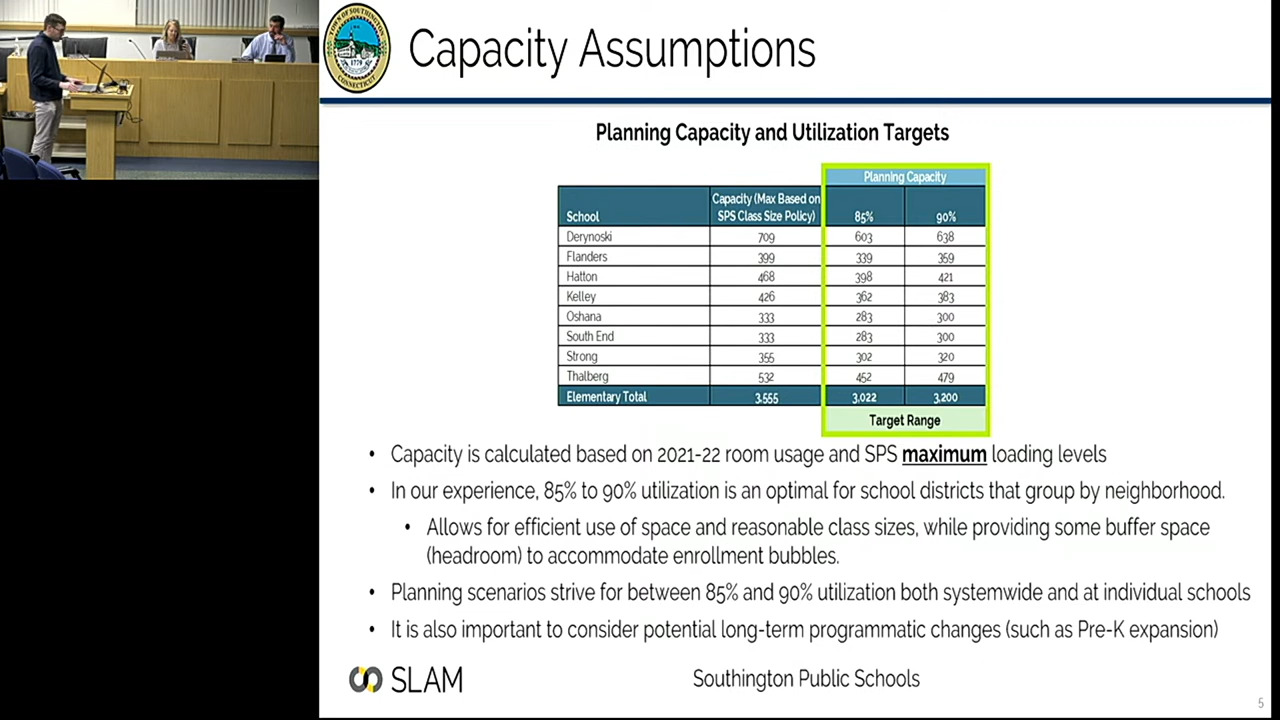 TOWN OF SOUTHINGTON
1779
CONNECTICUT
Capacity Assumptions
Planning Capacity and Utilization Targets
Planning Capacity
School Capacity (Max Based on SPS Class Size Policy) 85% 90%
Derynoski 709 603 638
Flanders 399 339 359
Hatton 468 398 421
Kelley 426 362 383
Oshana 333 283 300
South End 333 283 300
Strong 355 302 320
Thalberg 532 452 479
Elementary Total 3,555 3,022 3,200
Target Range
• Capacity is calculated based on 2021-22 room usage and SPS maximum loading levels
• In our experience, 85% to 90% utilization is an optimal for school districts that group by neighborhood.
• Allows for efficient use of space and reasonable class sizes, while providing some buffer space
(headroom) to accommodate enrollment bubbles.
• Planning scenarios strive for between 85% and 90% utilization both systemwide and at individual schools
• It is also important to consider potential long-term programmatic changes (such as Pre-K expansion)
SLAM
Southington Public Schools
5